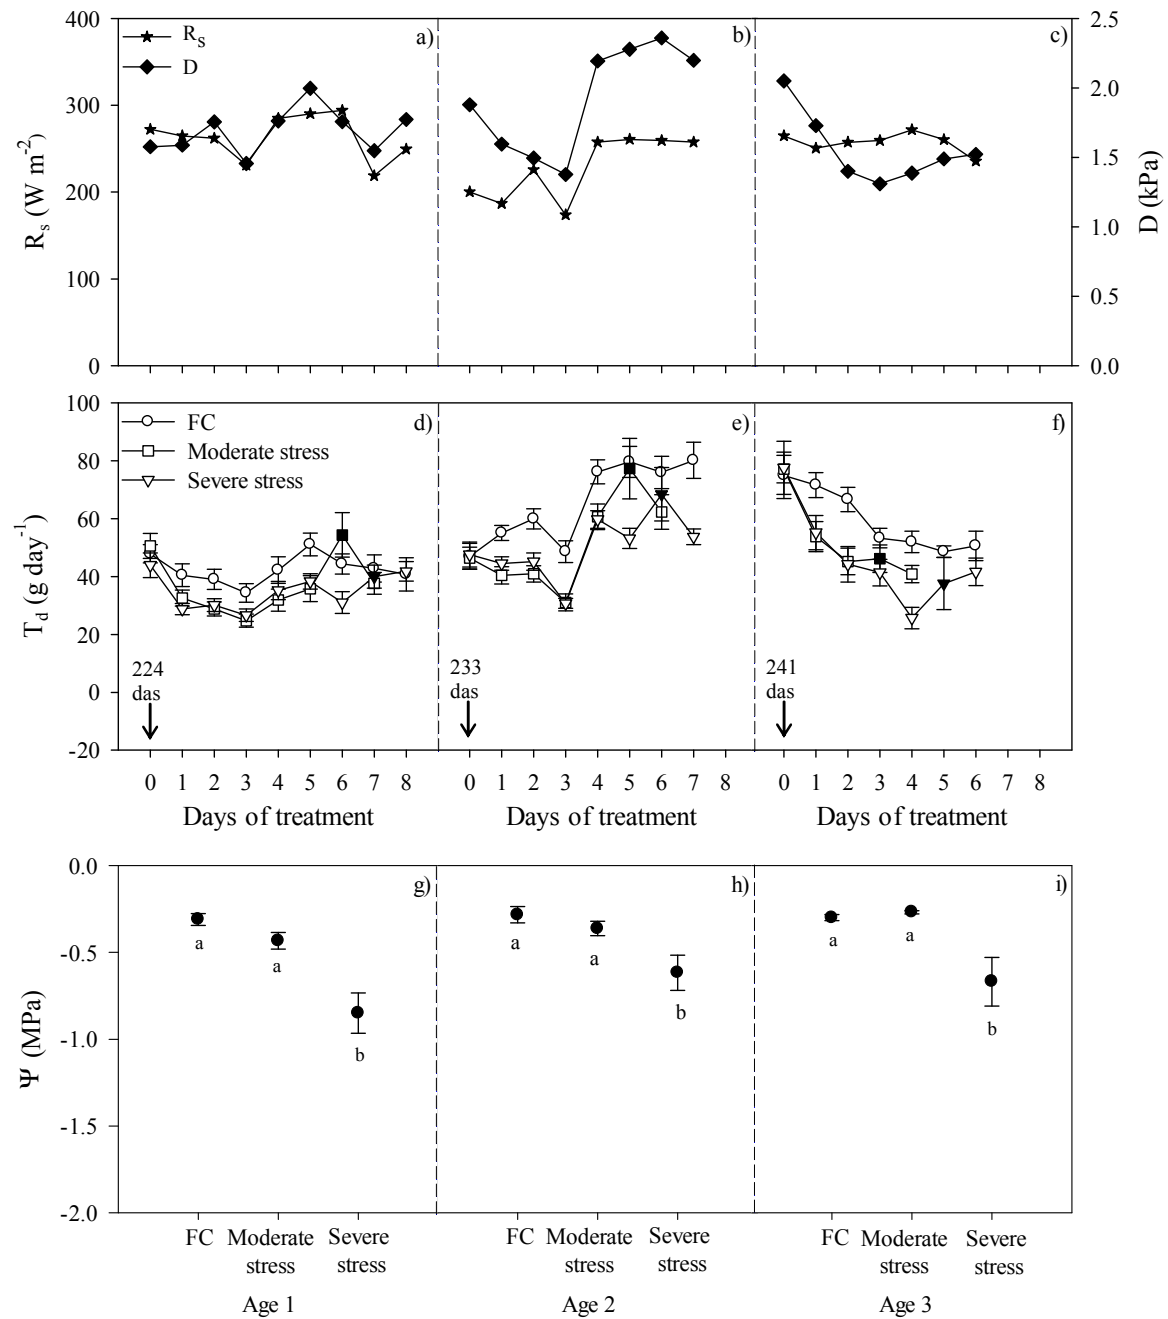 400
300
200
100
0
R_s (W m^-2)
R_s
D
a)
b)
c)
2.5
2.0
1.5
1.0
0.5
0.0
D (kPa)
100
80
60
40
20
0
-20
T_d (g day^-1)
FC
Moderate stress
Severe stress
d)
e)
f)
224
das
233
das
241
das
0 1 2 3 4 5 6 7 8
0 1 2 3 4 5 6 7 8
0 1 2 3 4 5 6 7 8
Days of treatment
Days of treatment
Days of treatment
0.0
-0.5
-1.0
-1.5
-2.0
Ψ (MPa)
g)
h)
i)
a
a
b
a
a
b
a
a
b
FC Moderate stress Severe stress
FC Moderate stress Severe stress
FC Moderate stress Severe stress
Age 1
Age 2
Age 3